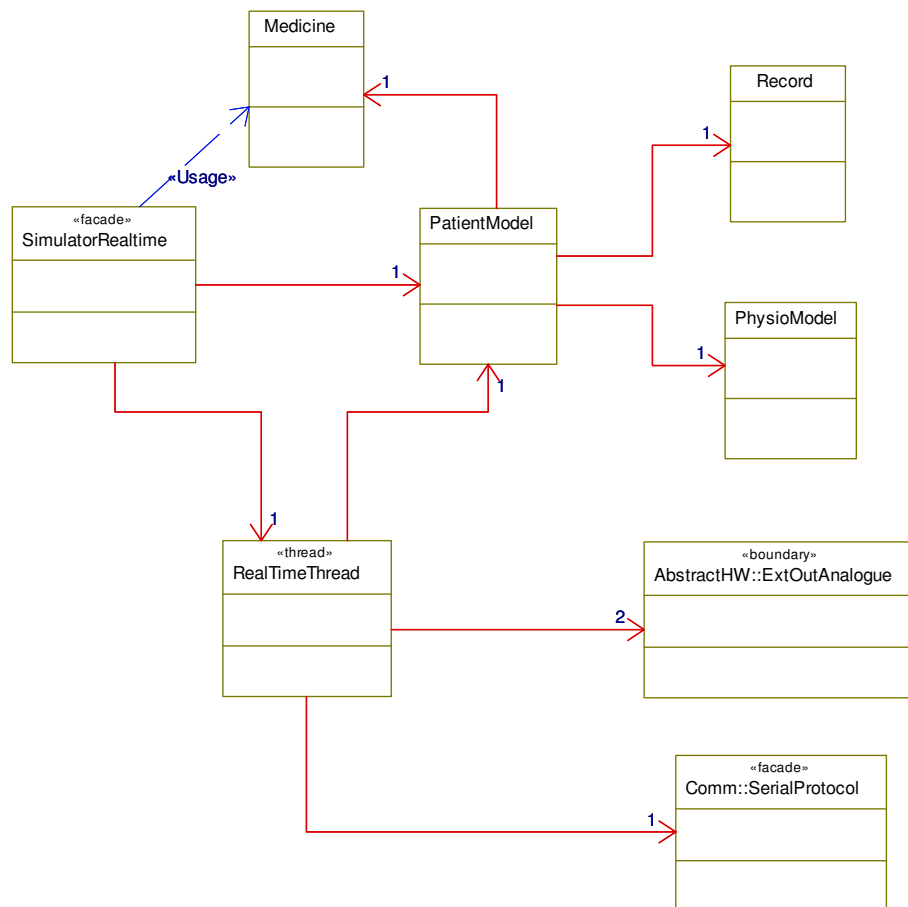 Medicine
1
Record
1
«Usage»
«facade»
SimulatorRealtime
PatientModel
1
PhysioModel
1
1
1
«thread»
RealTimeThread
«boundary»
AbstractHW::ExtOutAnalogue
2
«facade»
Comm::SerialProtocol
1